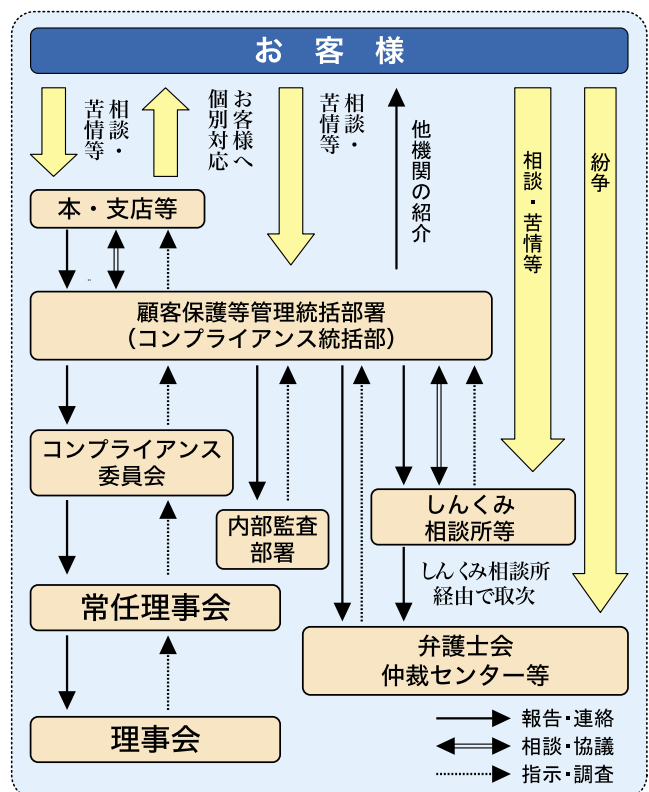 お客様
相談・
苦情等
お客様へ
個別対応
相談・
苦情等
他機関の紹介
相談・苦情等
紛争
本・支店等
顧客保護等管理統括部署
（コンプライアンス統括部）
コンプライアンス
委員会
内部監査
部署
しんくみ
相談所等
しんくみ相談所
経由で取次
常任理事会
弁護士会
仲裁センター等
理事会
報告・連絡
相談・協議
指示・調査